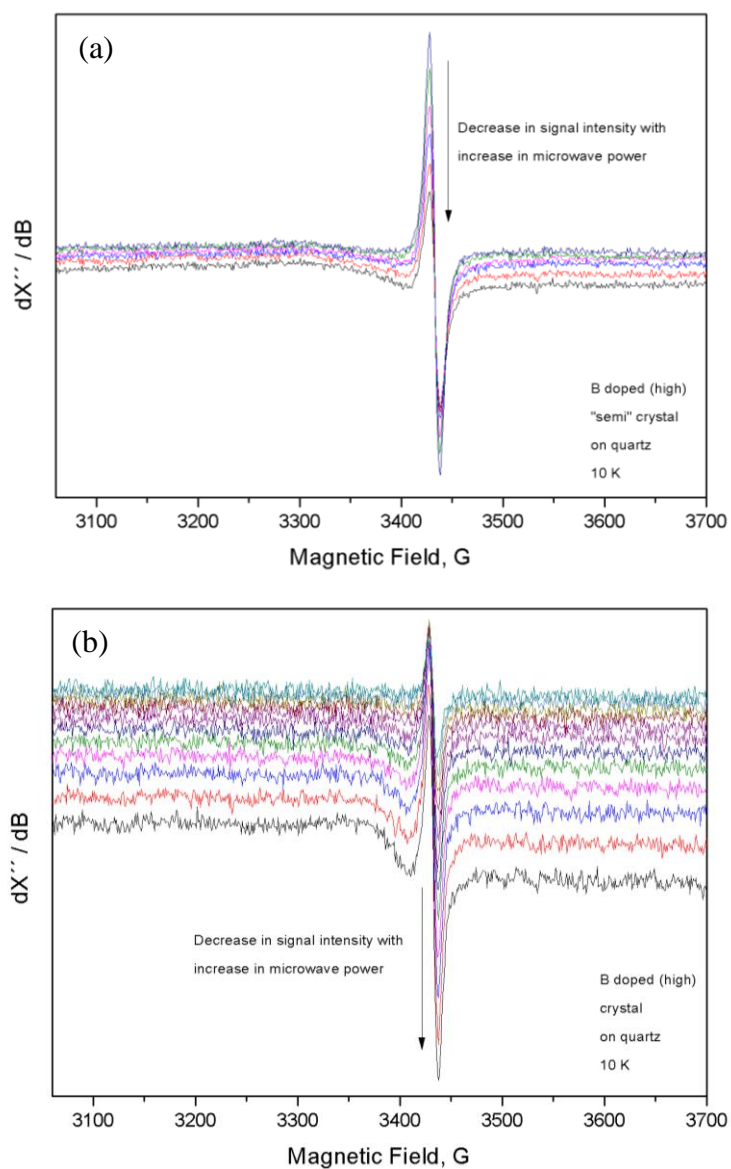 (a)
Decrease in signal intensity with
increase in microwave power
dX´´ / dB
B doped (high)
"semi" crystal
on quartz
10 K
3100 3200 3300 3400 3500 3600 3700
Magnetic Field, G
(b)
dX´´ / dB
Decrease in signal intensity with
increase in microwave power
B doped (high)
crystal
on quartz
10 K
3100 3200 3300 3400 3500 3600 3700
Magnetic Field, G